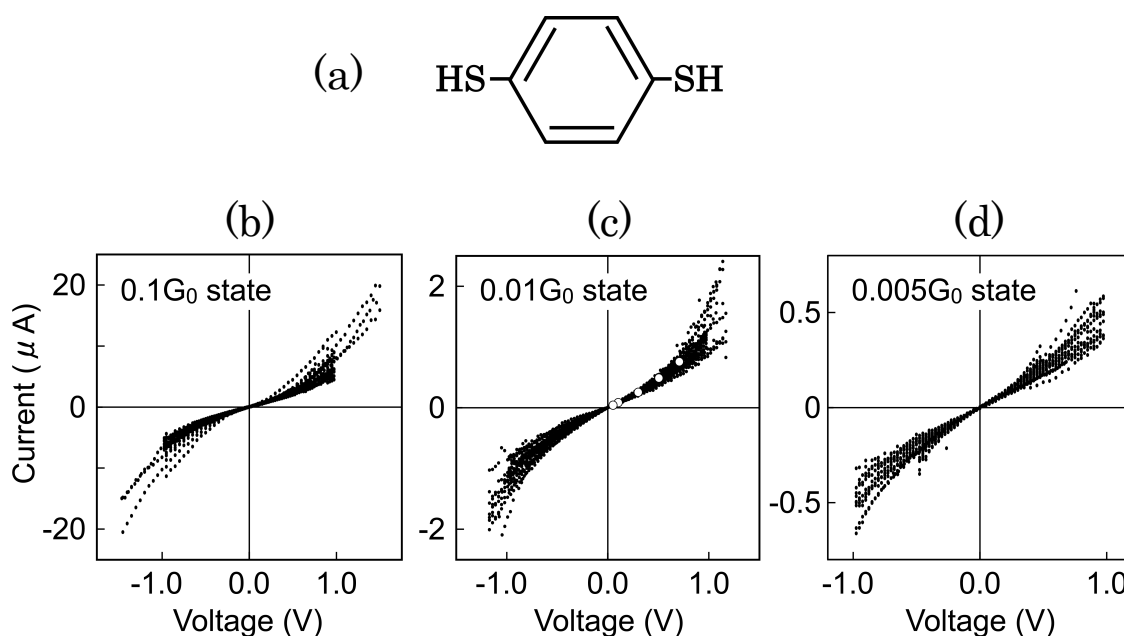 (a)
HS
SH
(b)
(c)
(d)
0.1G₀ state
0.01G₀ state
0.005G₀ state
Current (μA)
20
0
-20
2
0
-2
0.5
0
-0.5
-1.0 0.0 1.0
-1.0 0.0 1.0
-1.0 0.0 1.0
Voltage (V)
Voltage (V)
Voltage (V)